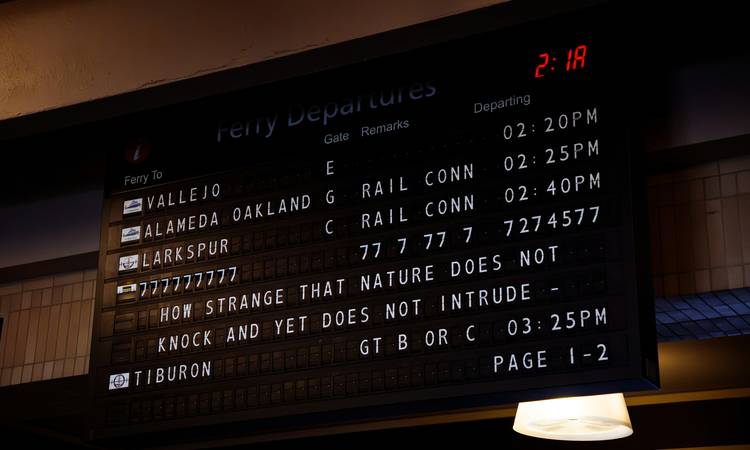 2:1A
Ferry Departures
Ferry To Gate Remarks Departing
VALLEJO E 02:20PM
ALAMEDA OAKLAND G RAIL CONN 02:25PM
LARKSPUR C RAIL CONN 02:40PM
777777777 77 7 77 7 7274577
HOW STRANGE THAT NATURE DOES NOT
KNOCK AND YET DOES NOT INTRUDE -
TIBURON GT B OR C 03:25PM
PAGE 1-2